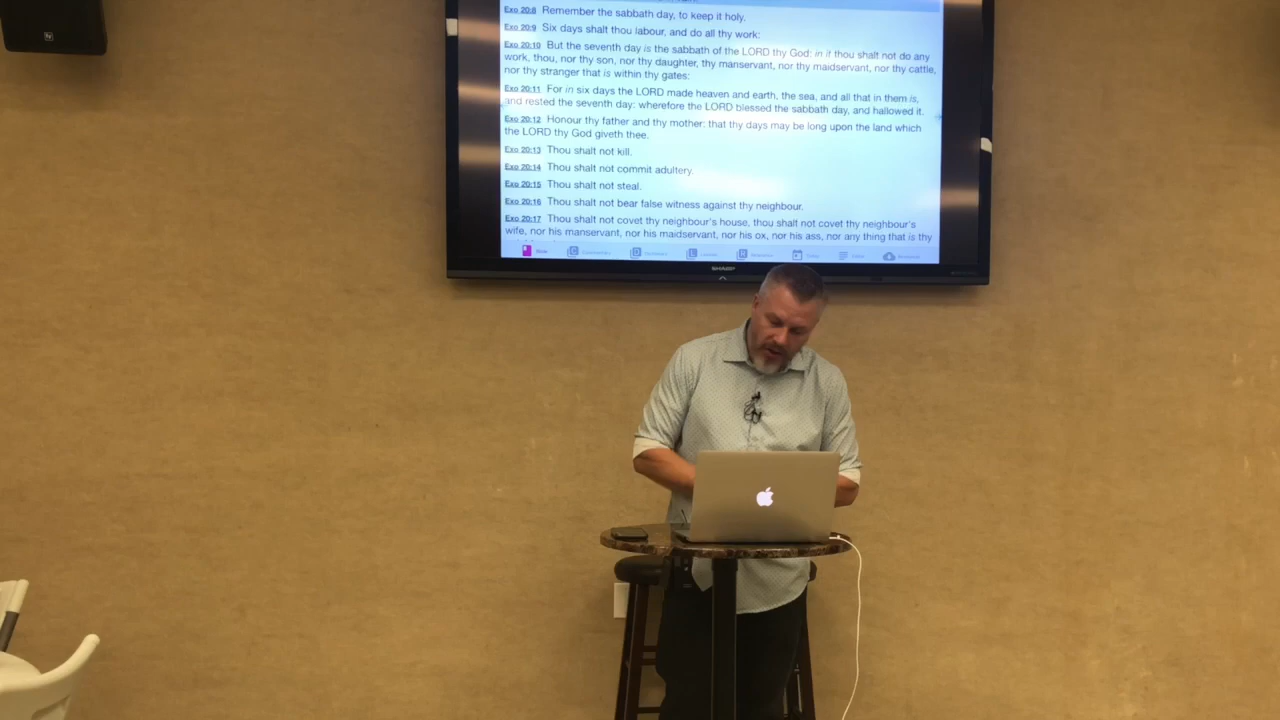 Exo 20:8 Remember the sabbath day, to keep it holy.
Exo 20:9 Six days shalt thou labour, and do all thy work:
Exo 20:10 But the seventh day is the sabbath of the LORD thy God: in it thou shalt not do any
work, thou, nor thy son, nor thy daughter, thy manservant, nor thy maidservant, nor thy cattle,
nor thy stranger that is within thy gates:
Exo 20:11 For in six days the LORD made heaven and earth, the sea, and all that in them is,
and rested the seventh day: wherefore the LORD blessed the sabbath day, and hallowed it.
Exo 20:12 Honour thy father and thy mother: that thy days may be long upon the land which
the LORD thy God giveth thee.
Exo 20:13 Thou shalt not kill.
Exo 20:14 Thou shalt not commit adultery.
Exo 20:15 Thou shalt not steal.
Exo 20:16 Thou shalt not bear false witness against thy neighbour.
Exo 20:17 Thou shalt not covet thy neighbour's house, thou shalt not covet thy neighbour's
wife, nor his manservant, nor his maidservant, nor his ox, nor his ass, nor any thing that is thy
SHARP